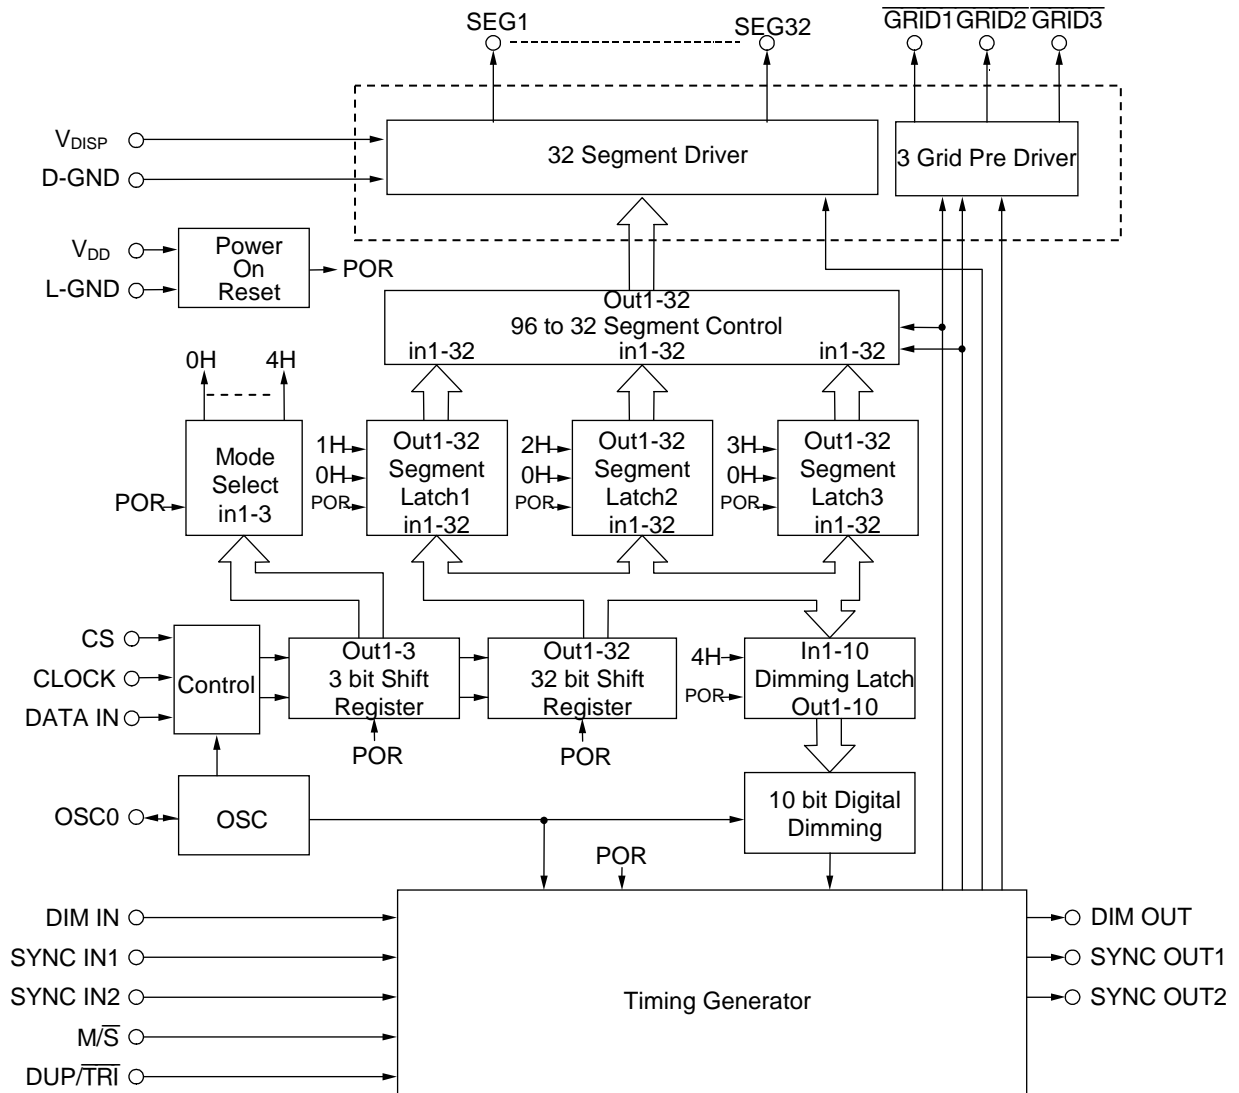 SEG1 SEG32 GRID1 GRID2 GRID3
VDISP
D-GND
32 Segment Driver
3 Grid Pre Driver
VDD
L-GND
Power
On
Reset
POR
Out1-32
96 to 32 Segment Control
in1-32 in1-32 in1-32
0H 4H
POR
Mode
Select
in1-3
1H
0H
POR
Out1-32
Segment
Latch1
in1-32
2H
0H
POR
Out1-32
Segment
Latch2
in1-32
3H
0H
POR
Out1-32
Segment
Latch3
in1-32
CS
CLOCK
DATA IN
Control
Out1-3
3 bit Shift
Register
POR
Out1-32
32 bit Shift
Register
POR
4H
POR
In1-10
Dimming Latch
Out1-10
OSC0
OSC
10 bit Digital
Dimming
POR
DIM IN
SYNC IN1
SYNC IN2
M/S
DUP/TRI
Timing Generator
DIM OUT
SYNC OUT1
SYNC OUT2